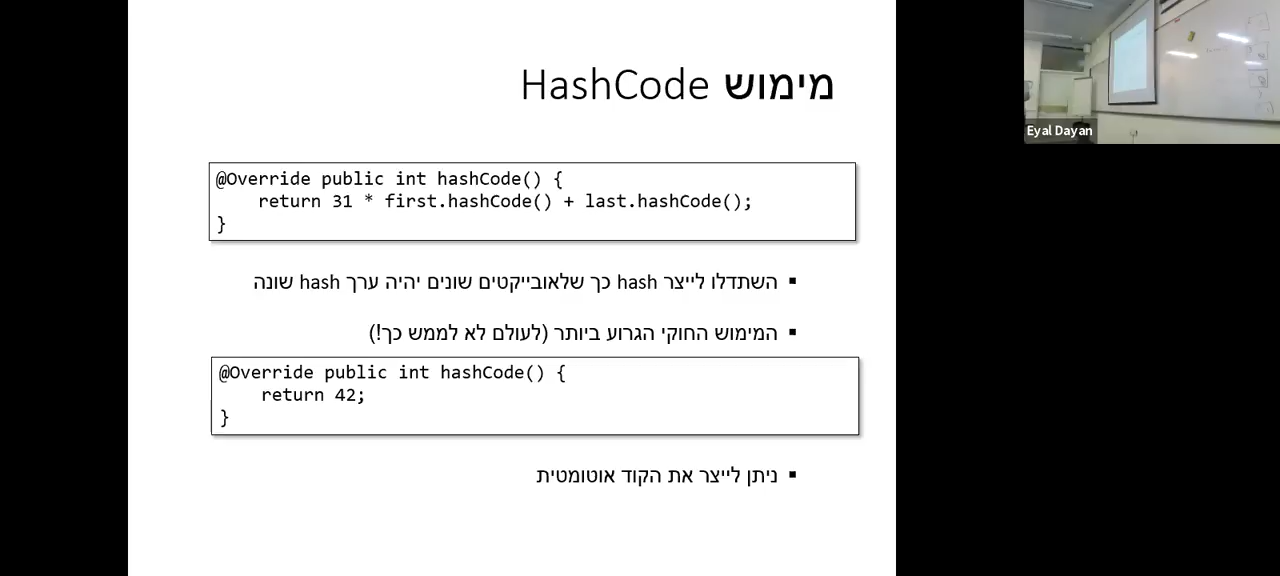 מימוש HashCode
@Override public int hashCode() {
return 31 * first.hashCode() + last.hashCode();
}
▪ השתדלו לייצר hash כך שלאובייקטים שונים יהיה ערך hash שונה
▪ המימוש החוקי הגרוע ביותר (לעולם לא לממש כך!)
@Override public int hashCode() {
return 42;
}
▪ ניתן לייצר את הקוד אוטומטית
Eyal Dayan